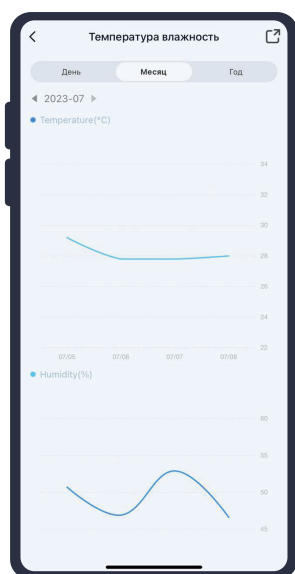 Температура влажность
День Месяц Год
2023-07
Temperature(°C)
34
32
30
28
26
24
22
07/05 07/06 07/07 07/08
Humidity(%)
60
55
50
45